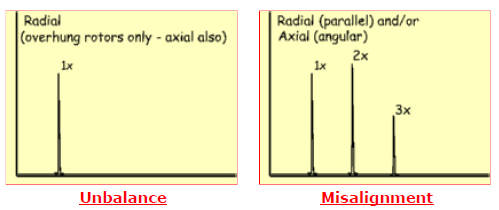 Radial
(overhung rotors only - axial also)
1x
Unbalance
Radial (parallel) and/or
Axial (angular)
1x
2x
3x
Misalignment